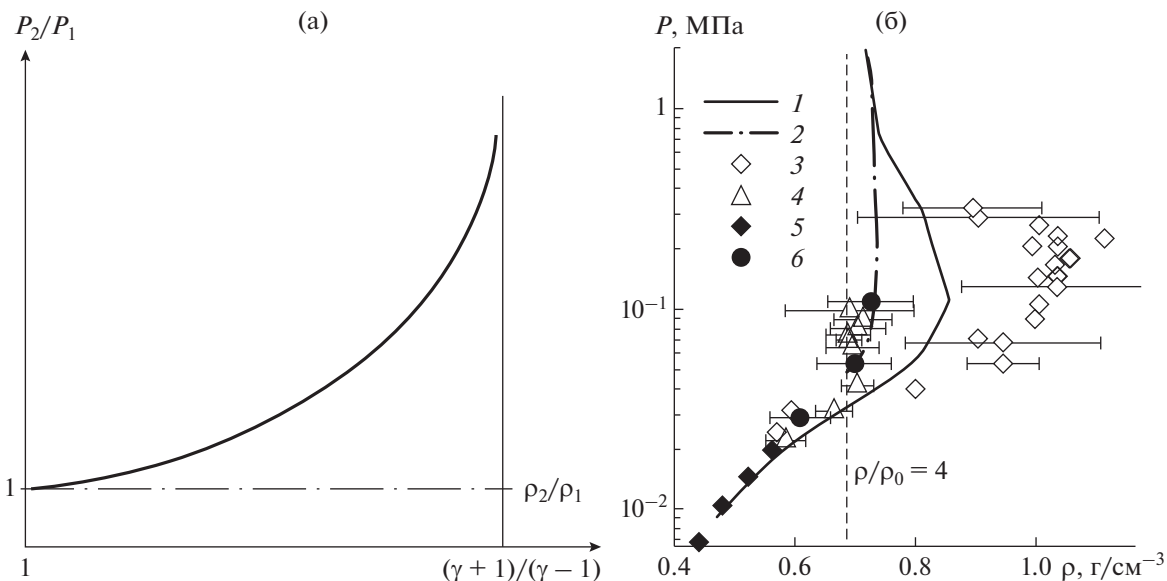 P₂/P₁
(а)
1
ρ₂/ρ₁
1
(γ + 1)/(γ − 1)
P, МПа
(б)
1
10⁻¹
10⁻²
1
2
3
4
5
6
ρ/ρ₀ = 4
0.4
0.6
0.8
1.0
ρ, г/см⁻³